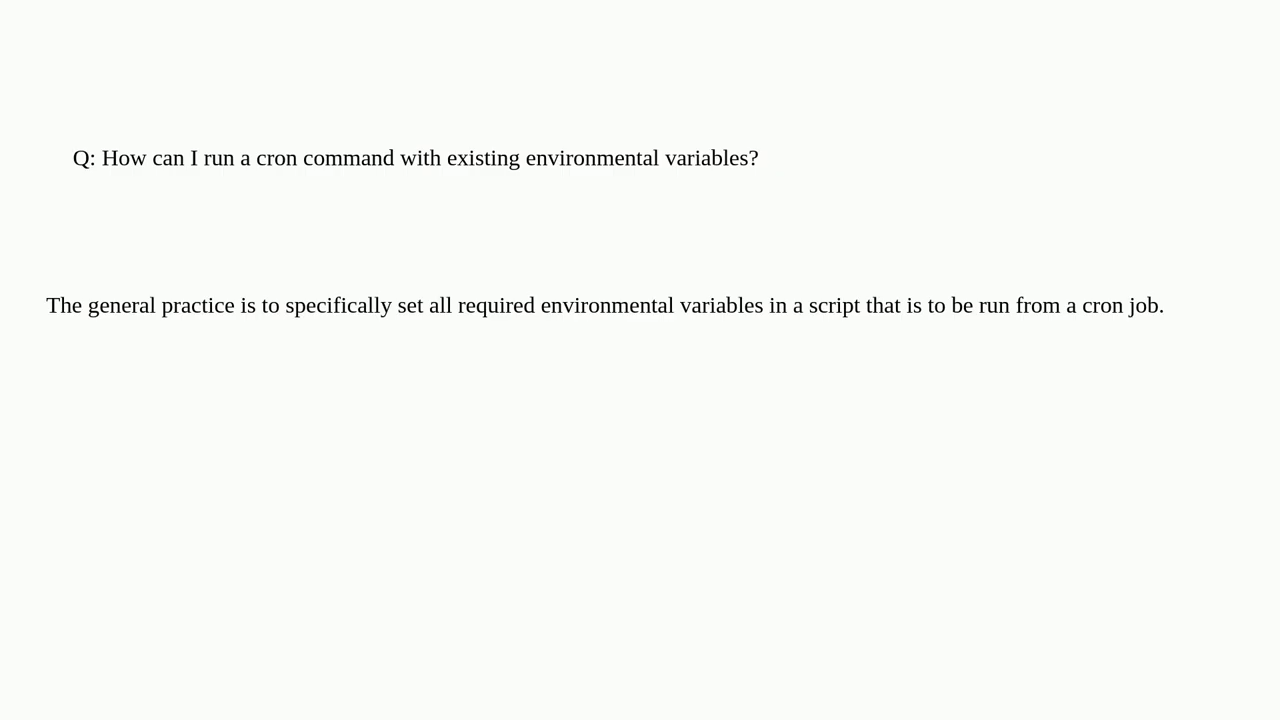 Q: How can I run a cron command with existing environmental variables?
The general practice is to specifically set all required environmental variables in a script that is to be run from a cron job.